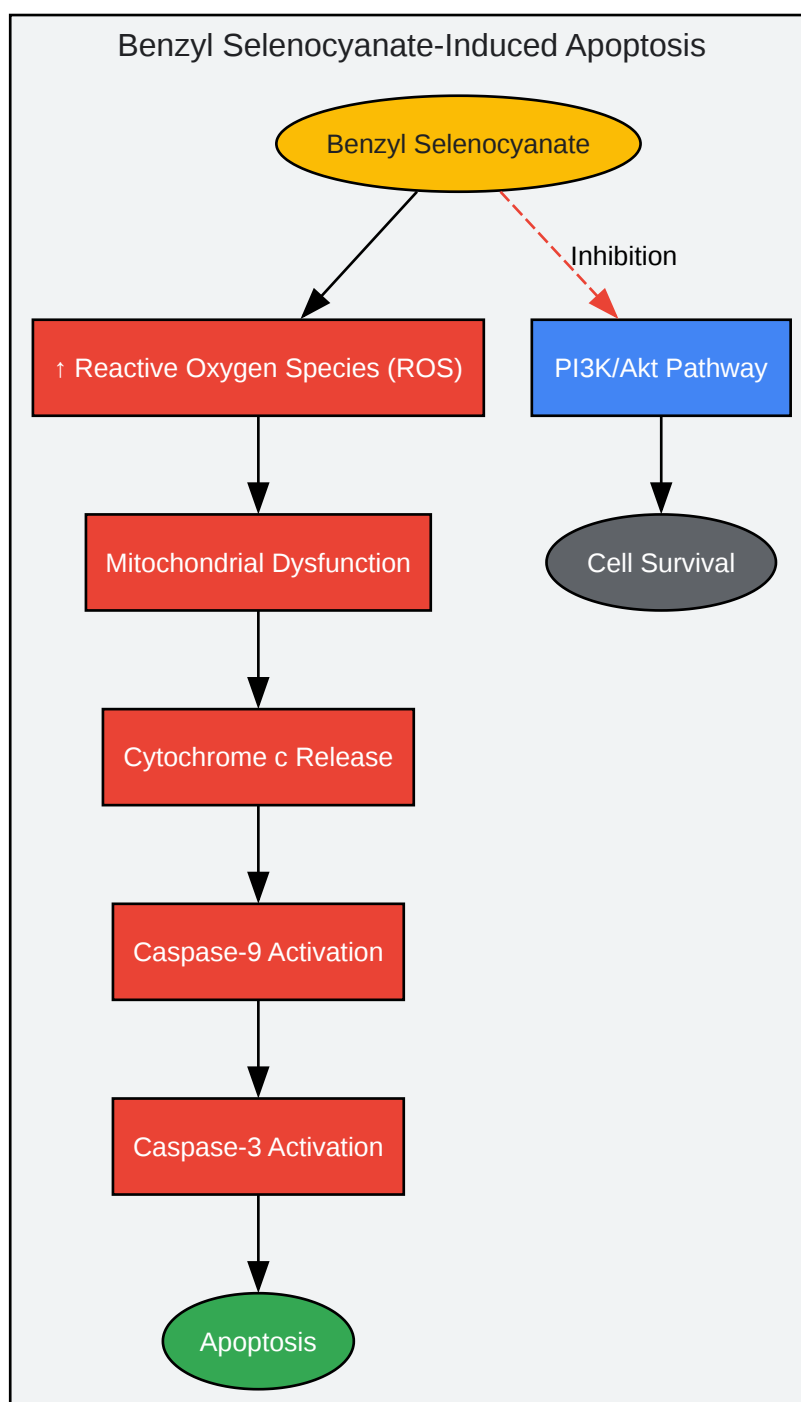 Benzyl Selenocyanate-Induced Apoptosis
Benzyl Selenocyanate
Inhibition
↑ Reactive Oxygen Species (ROS)
PI3K/Akt Pathway
Mitochondrial Dysfunction
Cell Survival
Cytochrome c Release
Caspase-9 Activation
Caspase-3 Activation
Apoptosis